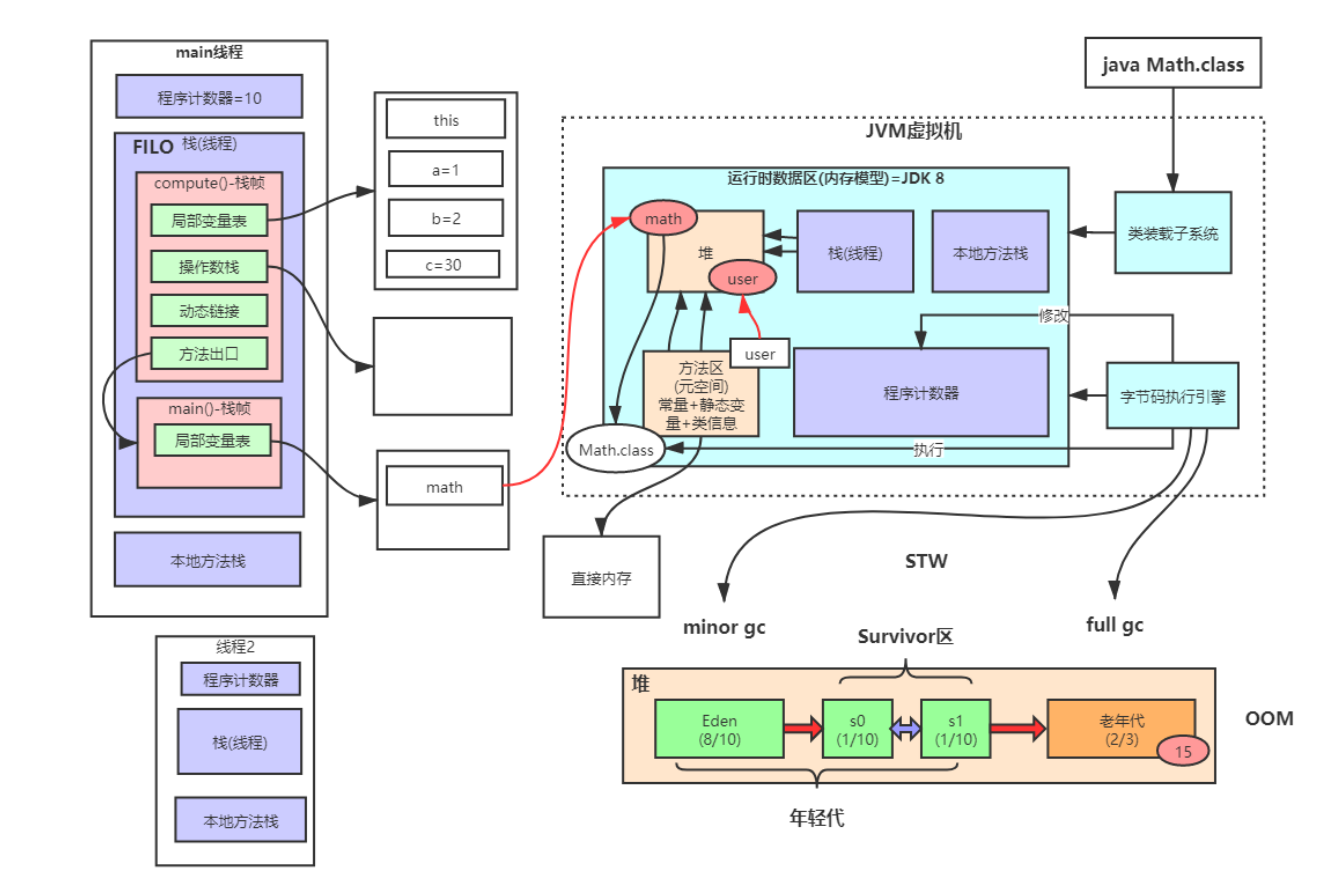 main线程
程序计数器=10
FILO 栈(线程)
compute()-栈帧
局部变量表
操作数栈
动态链接
方法出口
main()-栈帧
局部变量表
本地方法栈
线程2
程序计数器
栈(线程)
本地方法栈
this
a=1
b=2
c=30
math
java Math.class
JVM虚拟机
运行时数据区(内存模型)=JDK 8
math
堆
user
栈(线程)
本地方法栈
类装载子系统
修改
user
方法区
(元空间)
常量+静态变
量+类信息
程序计数器
字节码执行引擎
Math.class
执行
直接内存
STW
minor gc
full gc
Survivor区
堆
Eden
(8/10)
s0
(1/10)
s1
(1/10)
老年代
(2/3)
15
OOM
年轻代